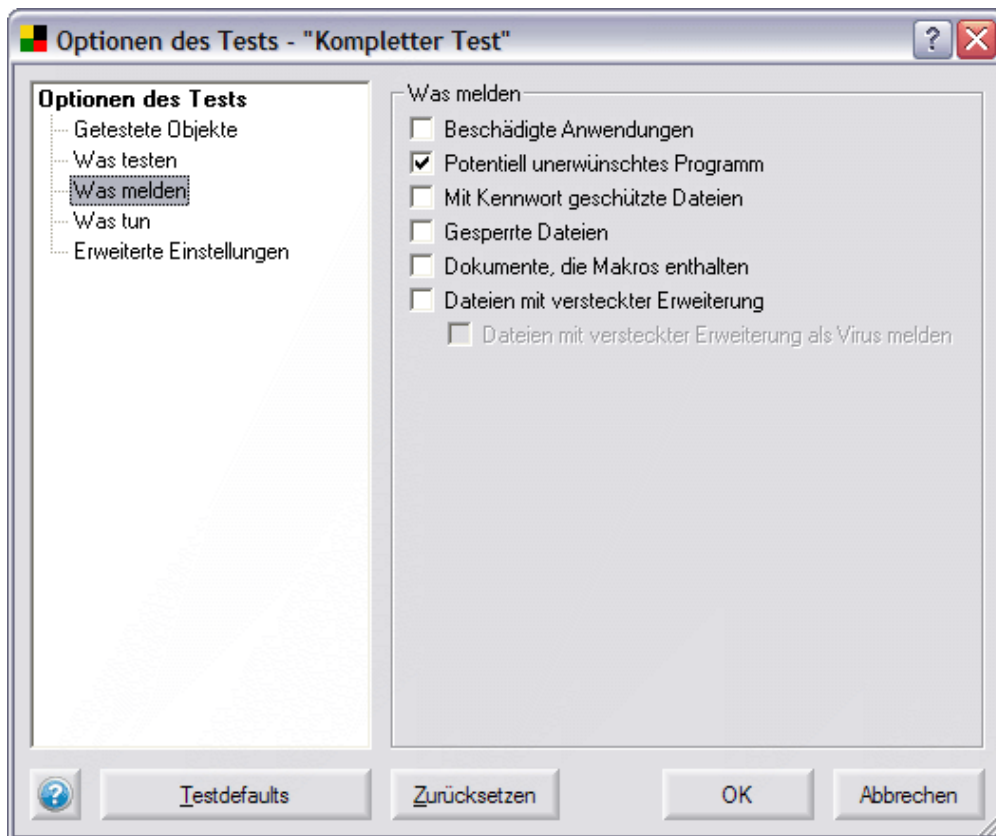 Optionen des Tests - "Kompletter Test"
Optionen des Tests
Getestete Objekte
Was testen
Was melden
Was tun
Erweiterte Einstellungen
Was melden
Beschädigte Anwendungen
Potentiell unerwünschtes Programm
Mit Kennwort geschützte Dateien
Gesperrte Dateien
Dokumente, die Makros enthalten
Dateien mit versteckter Erweiterung
Dateien mit versteckter Erweiterung als Virus melden
Testdefaults
Zurücksetzen
OK
Abbrechen